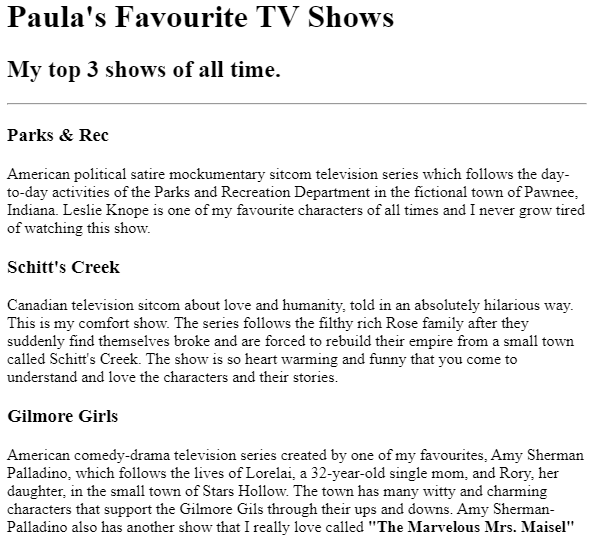 Paula's Favourite TV Shows
My top 3 shows of all time.
Parks & Rec
American political satire mockumentary sitcom television series which follows the day-
to-day activities of the Parks and Recreation Department in the fictional town of Pawnee,
Indiana. Leslie Knope is one of my favourite characters of all times and I never grow tired
of watching this show.
Schitt's Creek
Canadian television sitcom about love and humanity, told in an absolutely hilarious way.
This is my comfort show. The series follows the filthy rich Rose family after they
suddenly find themselves broke and are forced to rebuild their empire from a small town
called Schitt's Creek. The show is so heart warming and funny that you come to
understand and love the characters and their stories.
Gilmore Girls
American comedy-drama television series created by one of my favourites, Amy Sherman
Palladino, which follows the lives of Lorelai, a 32-year-old single mom, and Rory, her
daughter, in the small town of Stars Hollow. The town has many witty and charming
characters that support the Gilmore Gils through their ups and downs. Amy Sherman-
Palladino also has another show that I really love called "The Marvelous Mrs. Maisel"